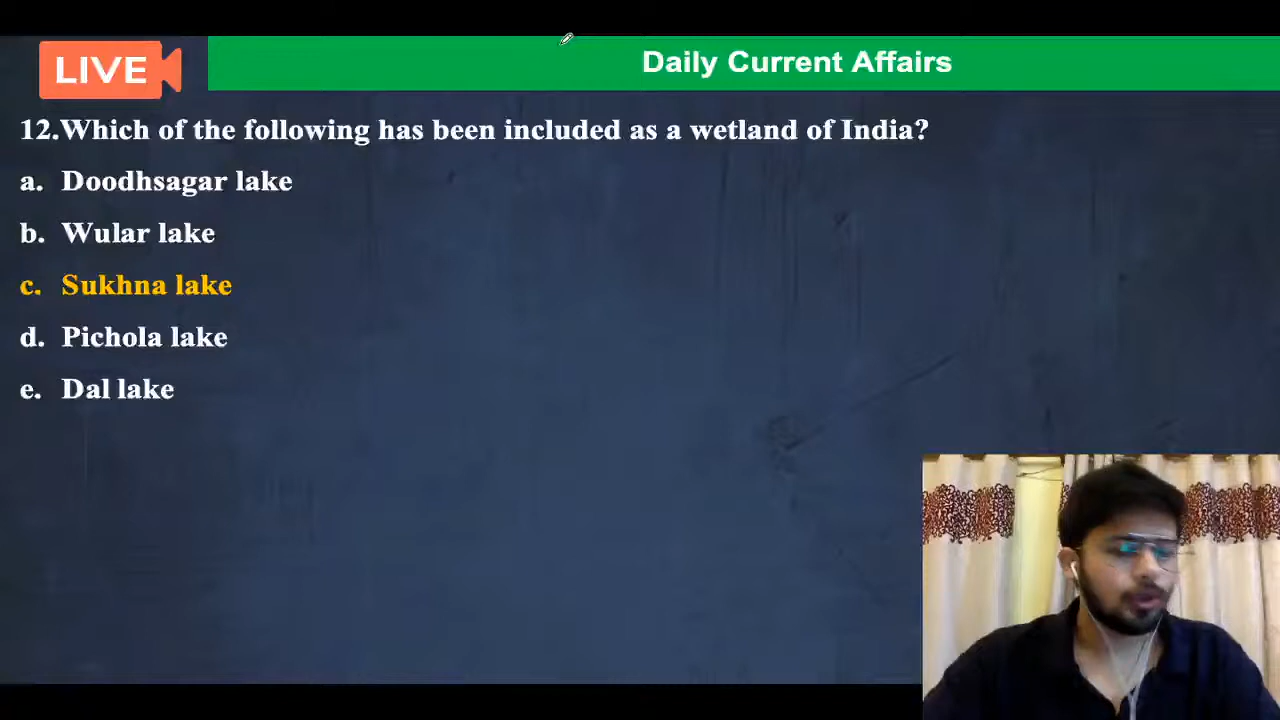 LIVE
Daily Current Affairs
12.Which of the following has been included as a wetland of India?
a. Doodhsagar lake
b. Wular lake
c. Sukhna lake
d. Pichola lake
e. Dal lake